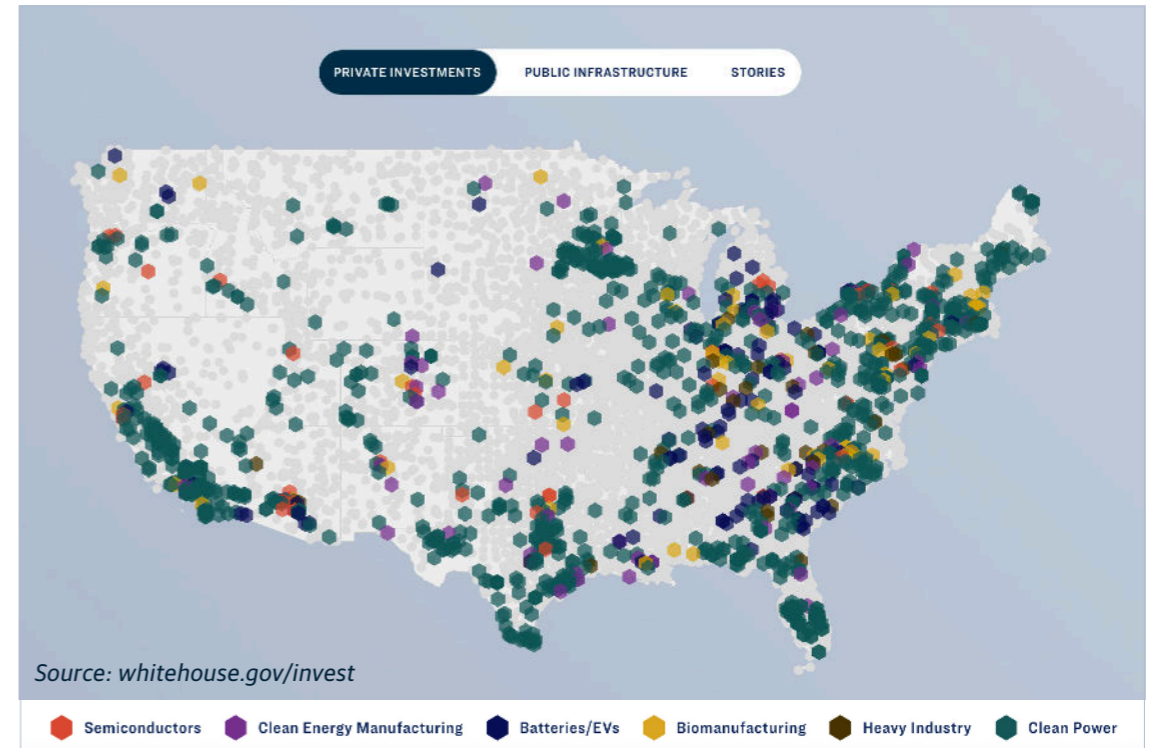 PRIVATE INVESTMENTS PUBLIC INFRASTRUCTURE STORIES
Source: whitehouse.gov/invest
Semiconductors Clean Energy Manufacturing Batteries/EVs Biomanufacturing Heavy Industry Clean Power